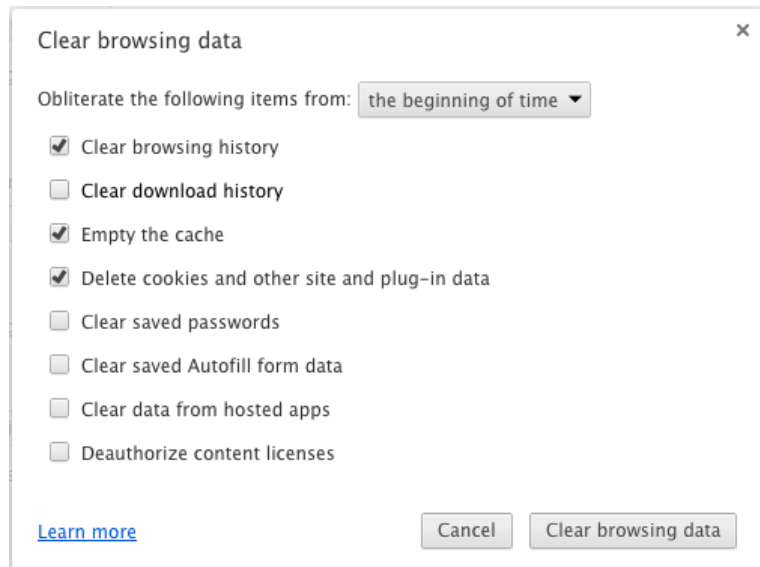 Clear browsing data
Obliterate the following items from: the beginning of time
Clear browsing history
Clear download history
Empty the cache
Delete cookies and other site and plug-in data
Clear saved passwords
Clear saved Autofill form data
Clear data from hosted apps
Deauthorize content licenses
Learn more Cancel Clear browsing data